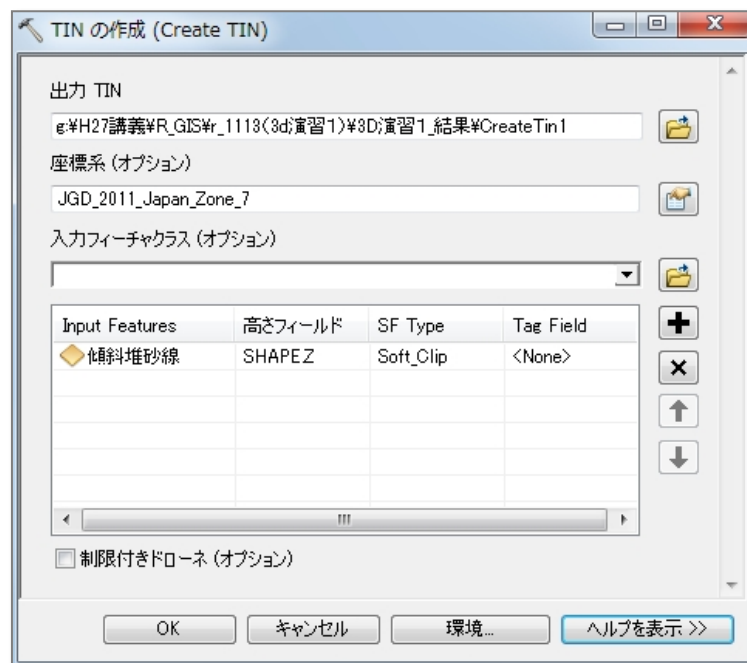 TIN の作成 (Create TIN)
出力 TIN
g:¥H27講義¥R_GIS¥r_1113(3d演習1)¥3D演習1_結果¥CreateTin1
座標系 (オプション)
JGD_2011_Japan_Zone_7
入力フィーチャクラス (オプション)
Input Features 高さフィールド SF Type Tag Field
傾斜堆砂線 SHAPEZ Soft_Clip <None>
制限付きドローネ (オプション)
OK キャンセル 環境... ヘルプを表示 >>